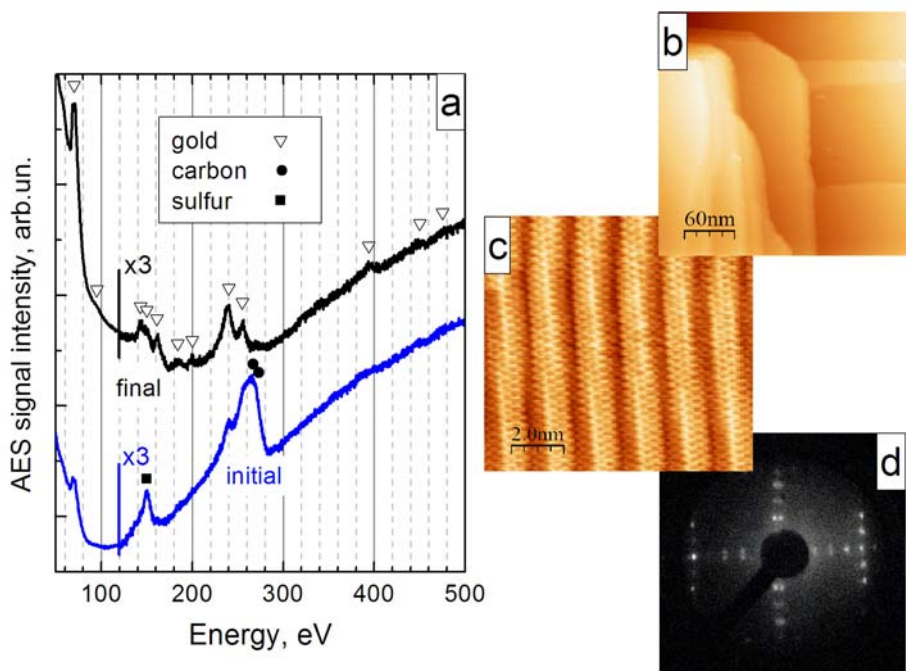 a
gold
carbon
sulfur
AES signal intensity, arb.un.
x3
final
x3
initial
100 200 300 400 500
Energy, eV
b
60nm
c
2.0nm
d